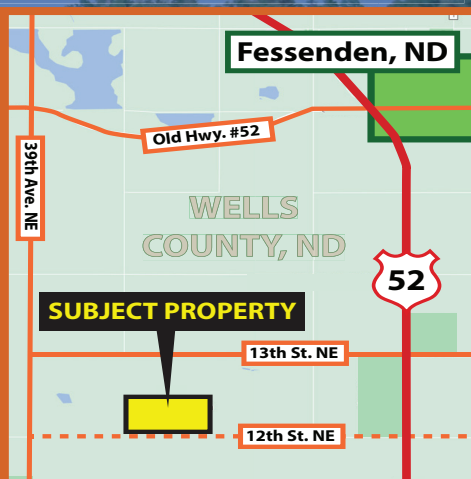 Fessenden, ND
Old Hwy. #52
39th Ave. NE
WELLS
COUNTY, ND
52
SUBJECT PROPERTY
13th St. NE
12th St. NE